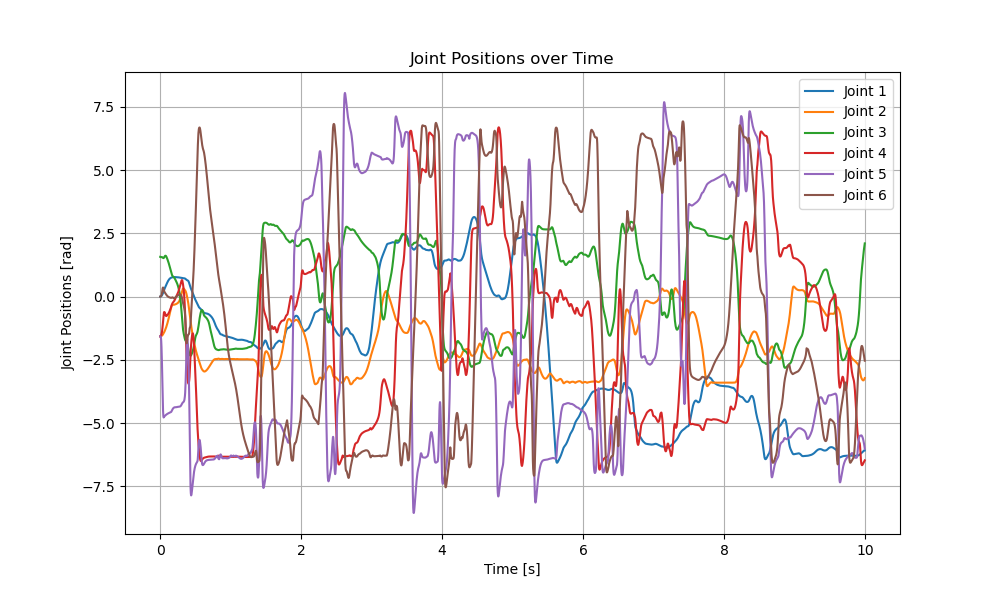 Joint Positions over Time
Joint Positions [rad]
7.5
5.0
2.5
0.0
−2.5
−5.0
−7.5
0 2 4 6 8 10
Time [s]
Joint 1
Joint 2
Joint 3
Joint 4
Joint 5
Joint 6